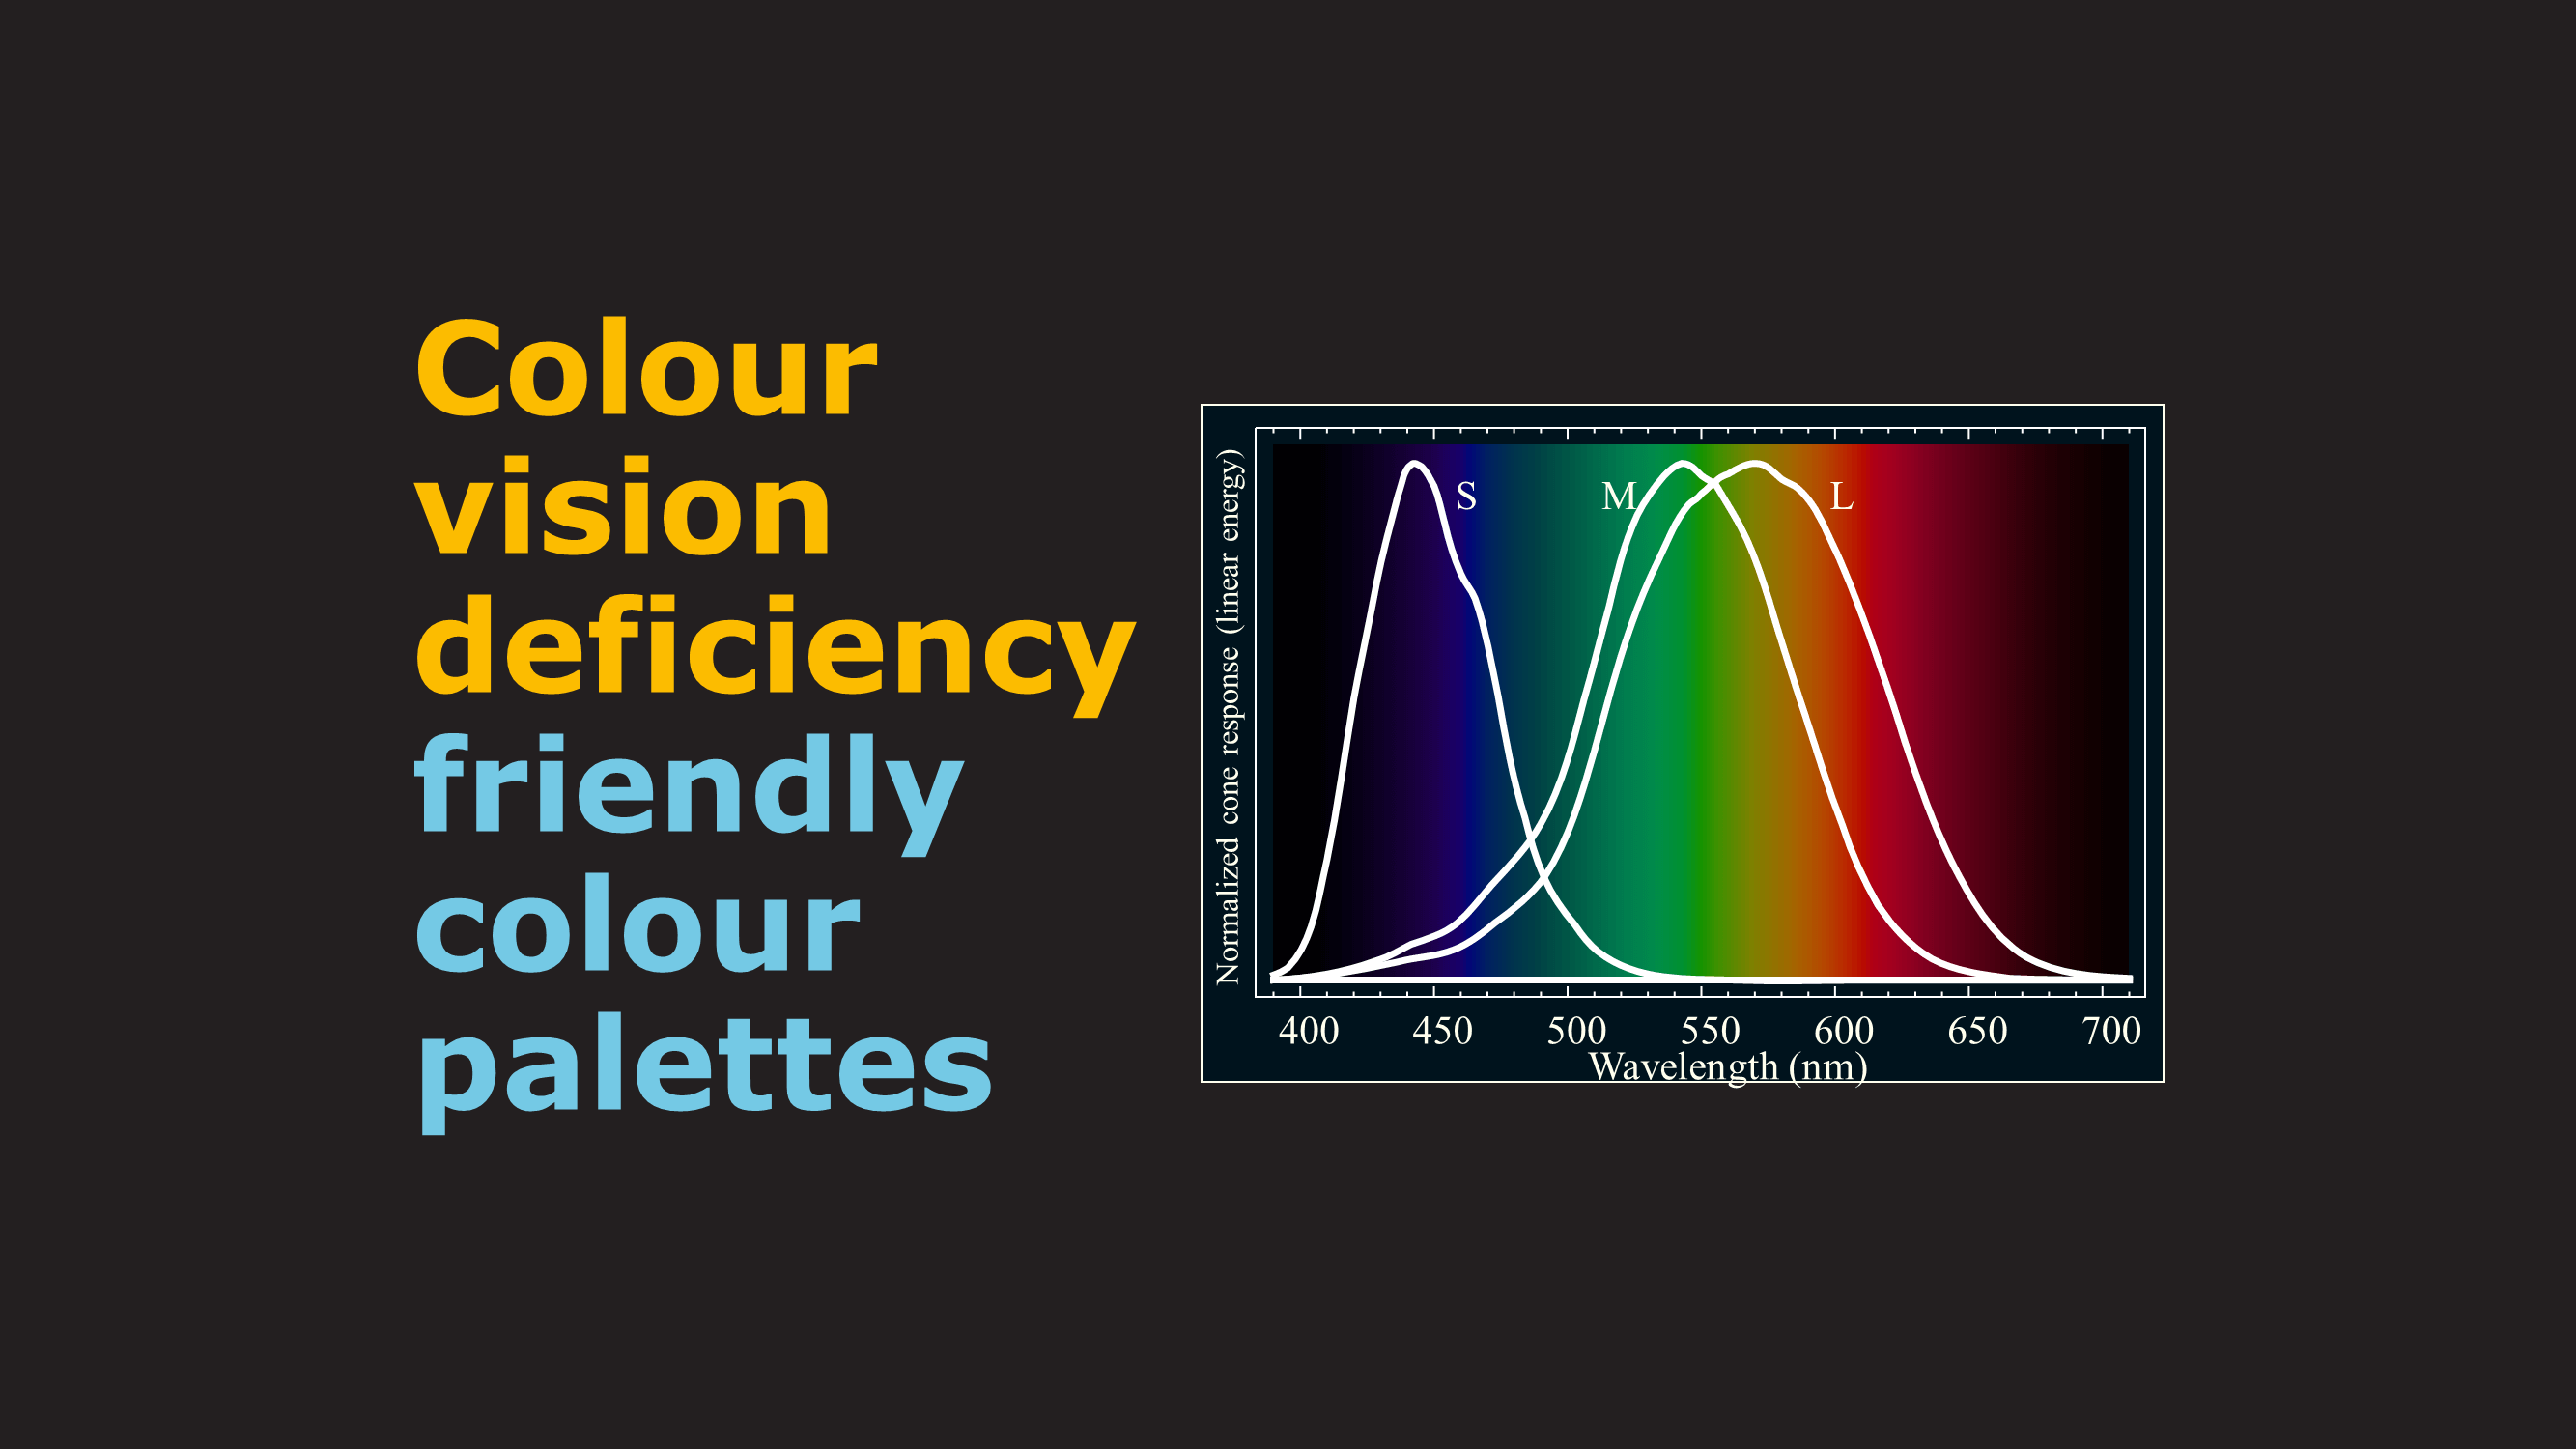 Colour
vision
deficiency
friendly
colour
palettes
Normalized cone response (linear energy)
S
M
L
400 450 500 550 600 650 700
Wavelength (nm)